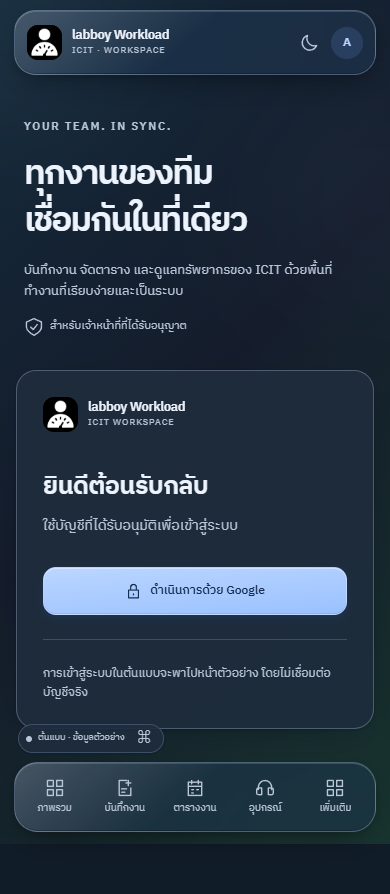 labboy Workload
ICIT · WORKSPACE
A
YOUR TEAM. IN SYNC.
ทุกงานของทีม
เชื่อมกันในที่เดียว
บันทึกงาน จัดตาราง และดูแลทรัพยากรของ ICIT ด้วยพื้นที่
ทำงานที่เรียบง่ายและเป็นระบบ
สำหรับเจ้าหน้าที่ที่ได้รับอนุญาต
labboy Workload
ICIT WORKSPACE
ยินดีต้อนรับกลับ
ใช้บัญชีที่ได้รับอนุมัติเพื่อเข้าสู่ระบบ
ดำเนินการด้วย Google
การเข้าสู่ระบบในต้นแบบจะพาไปหน้าตัวอย่าง โดยไม่เชื่อมต่อ
บัญชีจริง
ต้นแบบ · ข้อมูลตัวอย่าง ⌘
ภาพรวม บันทึกงาน ตารางงาน อุปกรณ์ เพิ่มเติม